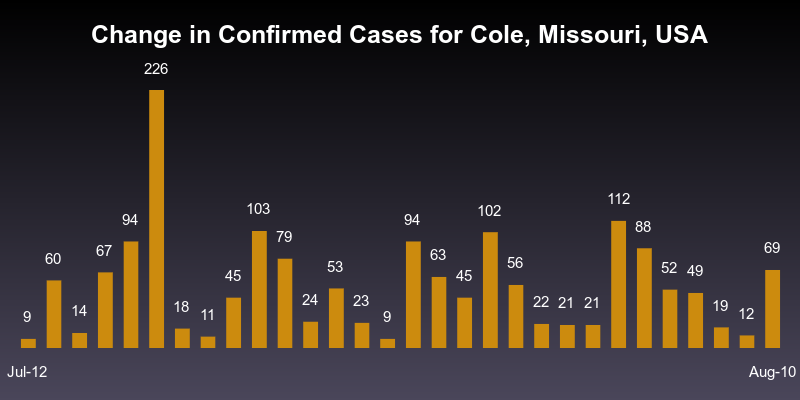 Change in Confirmed Cases for Cole, Missouri, USA
226
9 60 14 67 94 18 11 45 103 79 24 53 23 9 94 63 45 102 56 22 21 21 112 88 52 49 19 12 69
Jul-12 Aug-10